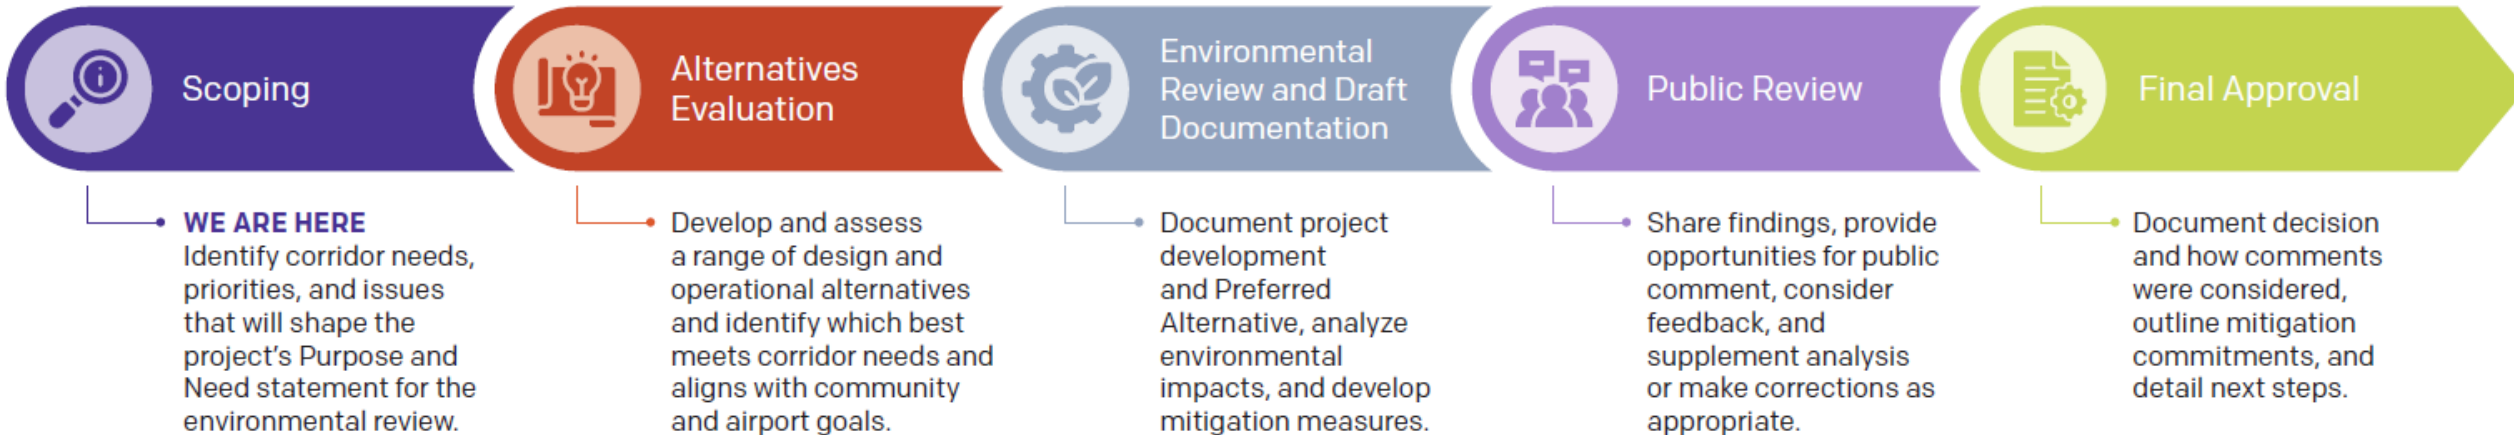 Scoping
WE ARE HERE
Identify corridor needs,
priorities, and issues
that will shape the
project's Purpose and
Need statement for the
environmental review.
Alternatives
Evaluation
Develop and assess
a range of design and
operational alternatives
and identify which best
meets corridor needs and
aligns with community
and airport goals.
Environmental
Review and Draft
Documentation
Document project
development
and Preferred
Alternative, analyze
environmental
impacts, and develop
mitigation measures.
Public Review
Share findings, provide
opportunities for public
comment, consider
feedback, and
supplement analysis
or make corrections as
appropriate.
Final Approval
Document decision
and how comments
were considered,
outline mitigation
commitments, and
detail next steps.